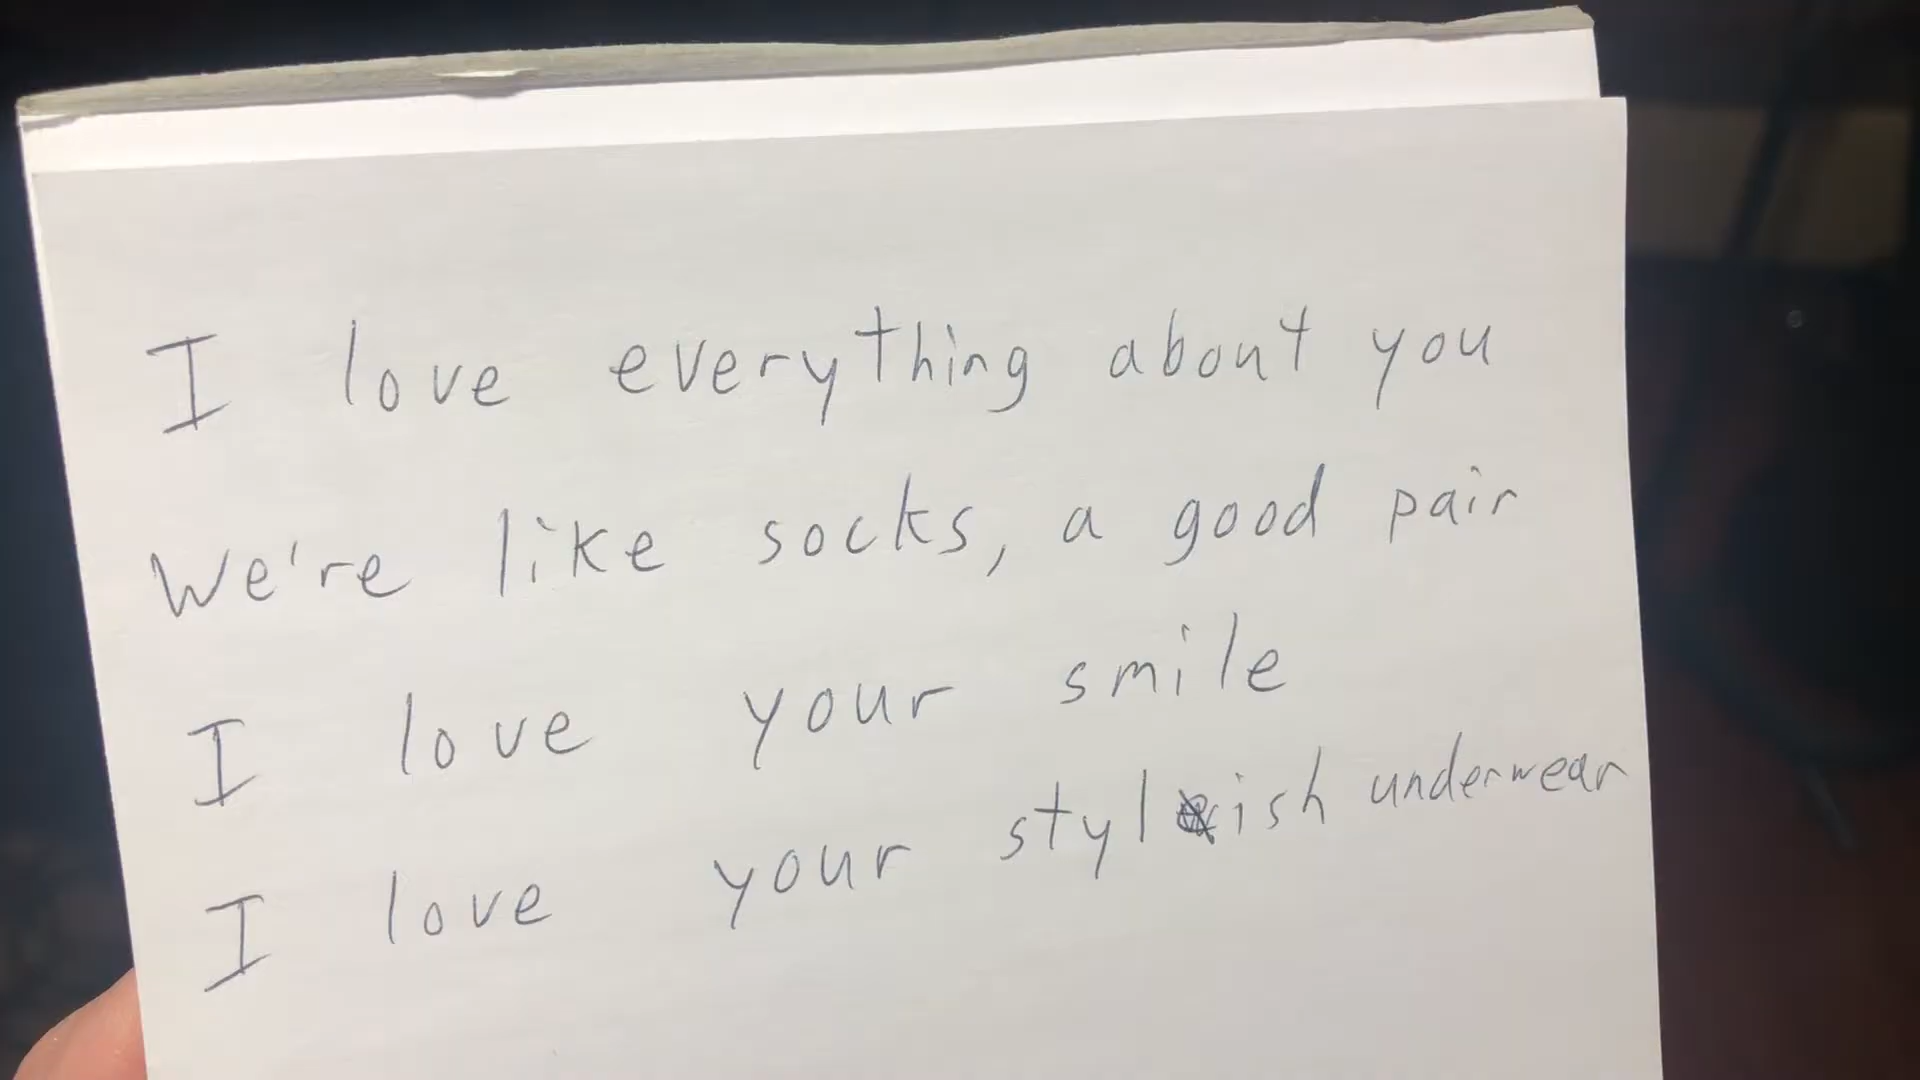 I love everything about you
We're like socks, a good pair
I love your smile
I love your stylish underwear